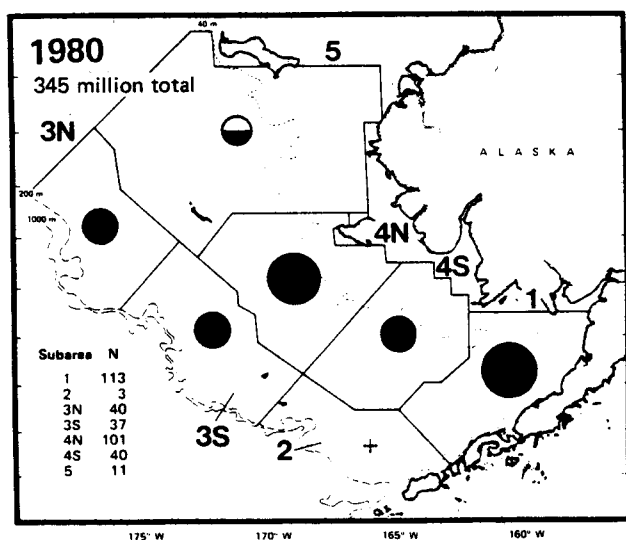 40 m
1980
5
345 million total
3N
A L A S K A
200 m
1000 m
4N
4S
1
Subarea N
1 113
2 3
3N 40
3S 37
4N 101
4S 40
5 11
3S
2
175° W 170° W 165° W 160° W